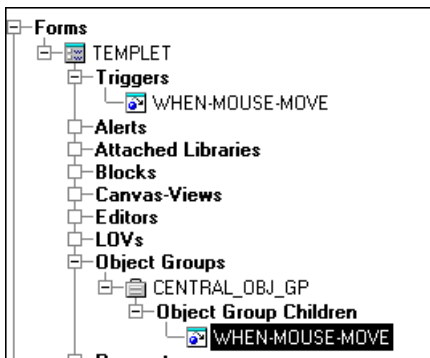 Forms
TEMPLET
Triggers
WHEN-MOUSE-MOVE
Alerts
Attached Libraries
Blocks
Canvas-Views
Editors
LOVs
Object Groups
CENTRAL_OBJ_GP
Object Group Children
WHEN-MOUSE-MOVE